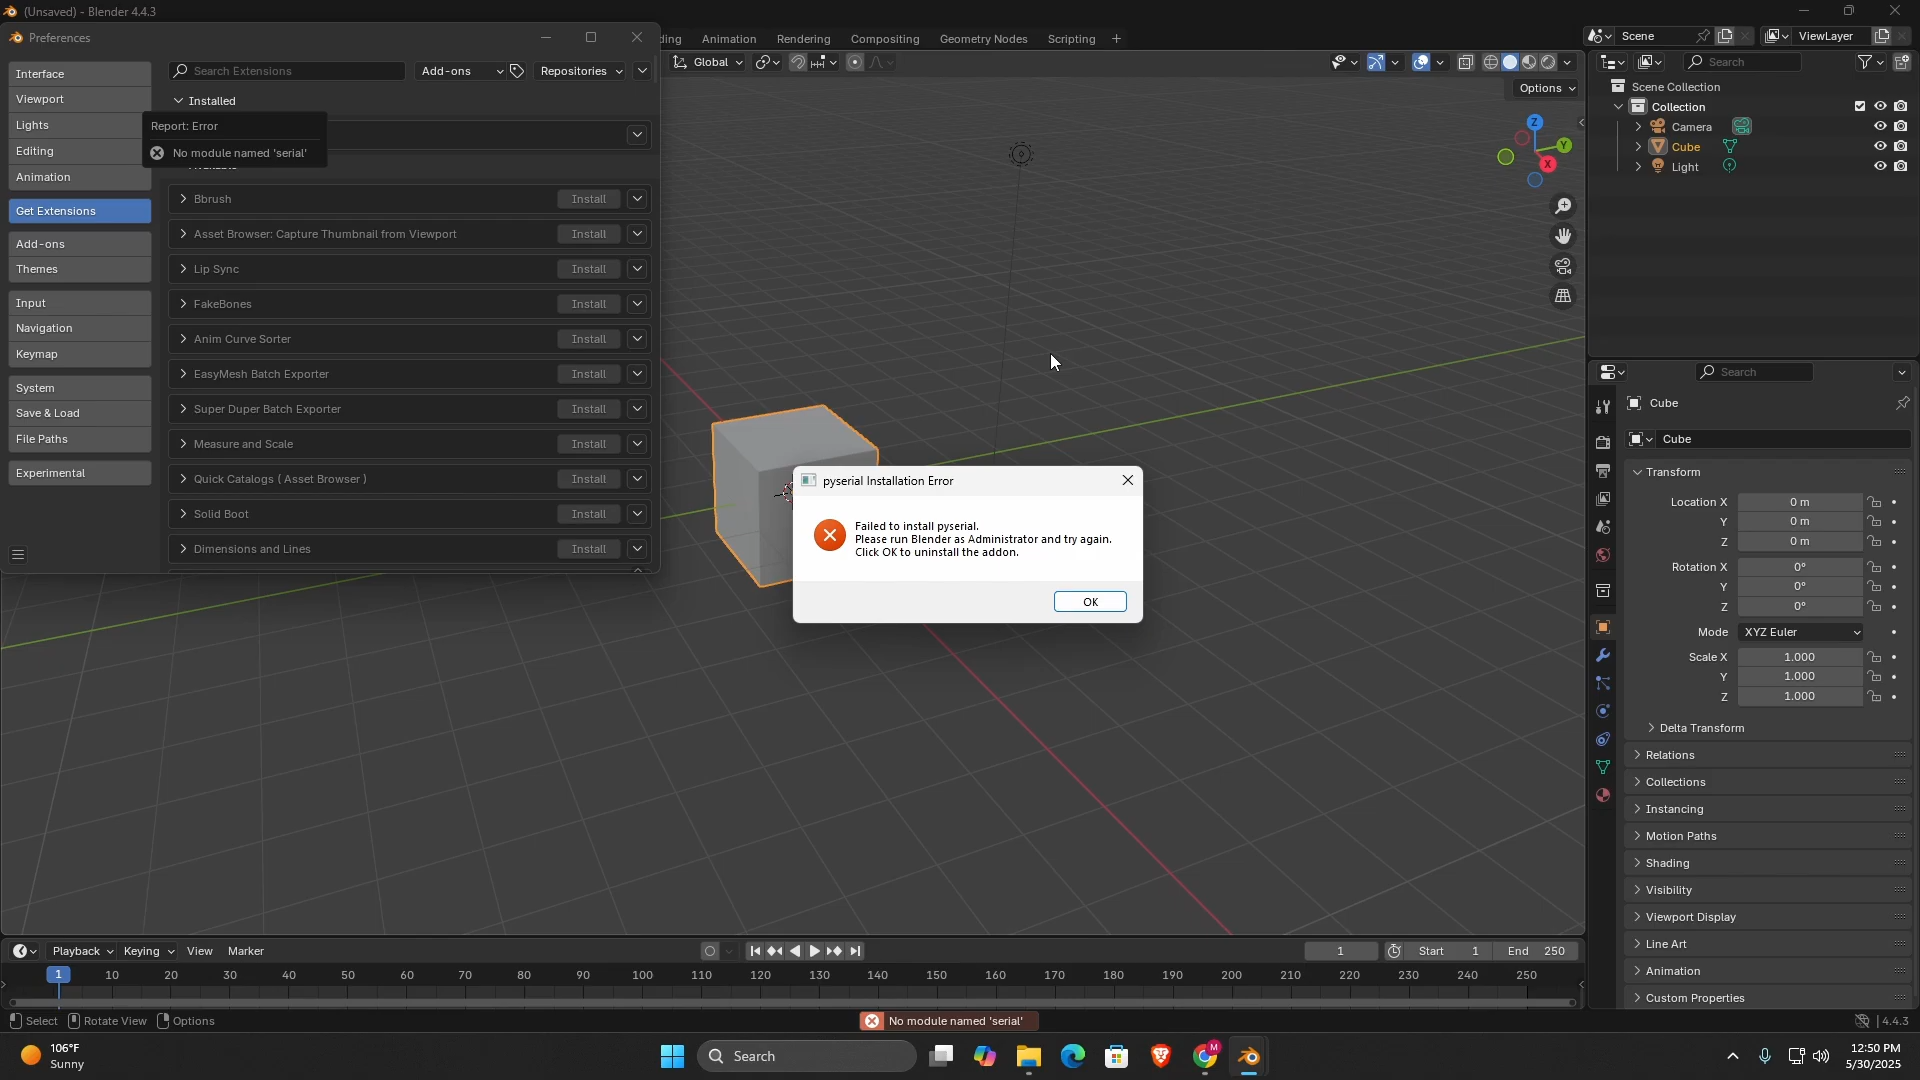 (Unsaved) - Blender 4.4.3
Preferences
ding
Animation
Rendering
Compositing
Geometry Nodes
Scripting
+
Scene
ViewLayer
Interface
Viewport
Lights
Editing
Animation
Get Extensions
Add-ons
Themes
Input
Navigation
Keymap
System
Save & Load
File Paths
Experimental
Search Extensions
Add-ons
Repositories
Installed
Report: Error
No module named 'serial'
Bbrush
Install
Asset Browser: Capture Thumbnail from Viewport
Install
Lip Sync
Install
FakeBones
Install
Anim Curve Sorter
Install
EasyMesh Batch Exporter
Install
Super Duper Batch Exporter
Install
Measure and Scale
Install
Quick Catalogs ( Asset Browser )
Install
Solid Boot
Install
Dimensions and Lines
Install
Global
Options
Z
Y
X
pyserial Installation Error
Failed to install pyserial.
Please run Blender as Administrator and try again.
Click OK to uninstall the addon.
OK
Search
Scene Collection
Collection
Camera
Cube
Light
Search
Cube
Cube
Transform
Location X 0 m
Y 0 m
Z 0 m
Rotation X 0°
Y 0°
Z 0°
Mode XYZ Euler
Scale X 1.000
Y 1.000
Z 1.000
Delta Transform
Relations
Collections
Instancing
Motion Paths
Shading
Visibility
Viewport Display
Line Art
Animation
Custom Properties
Playback
Keying
View
Marker
1
Start 1
End 250
1 10 20 30 40 50 60 70 80 90 100 110 120 130 140 150 160 170 180 190 200 210 220 230 240 250
Select
Rotate View
Options
No module named 'serial'
4.4.3
106°F
Sunny
Search
M
12:50 PM
5/30/2025